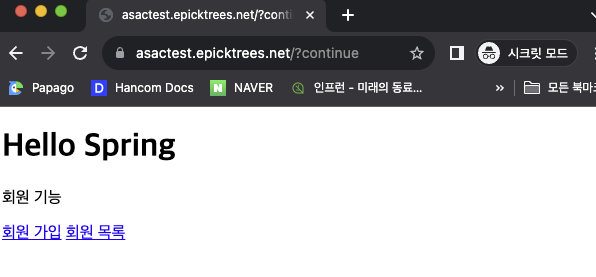 asactest.epicktrees.net/?conti
asactest.epicktrees.net/?continue
시크릿 모드
Papago
D Hancom Docs
N NAVER
인프런 - 미래의 동료...
모든 북마크
Hello Spring
회원 기능
회원 가입 회원 목록